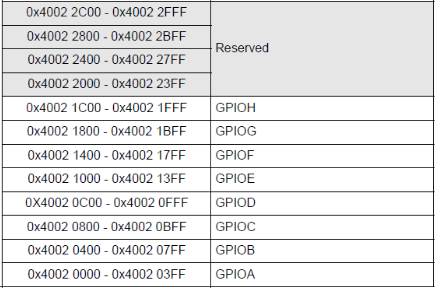 0x4002 2C00 - 0x4002 2FFF
0x4002 2800 - 0x4002 2BFF
Reserved
0x4002 2400 - 0x4002 27FF
0x4002 2000 - 0x4002 23FF
0x4002 1C00 - 0x4002 1FFF GPIOH
0x4002 1800 - 0x4002 1BFF GPIOG
0x4002 1400 - 0x4002 17FF GPIOF
0x4002 1000 - 0x4002 13FF GPIOE
0X4002 0C00 - 0x4002 0FFF GPIOD
0x4002 0800 - 0x4002 0BFF GPIOC
0x4002 0400 - 0x4002 07FF GPIOB
0x4002 0000 - 0x4002 03FF GPIOA